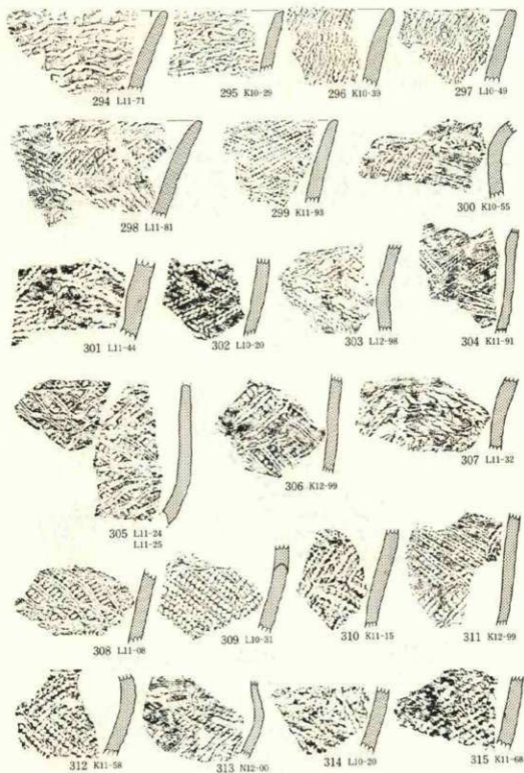 294 L11-71
295 K10-29
296 K10-39
297 L10-49
298 L11-81
299 K11-93
300 K10-55
301 L11-44
302 L10-20
303 L12-98
304 K11-91
305 L11-24
L11-25
306 K12-99
307 L11-32
308 L11-08
309 L10-31
310 K11-15
311 K12-99
312 K11-58
313 N12-00
314 L10-20
315 K11-68